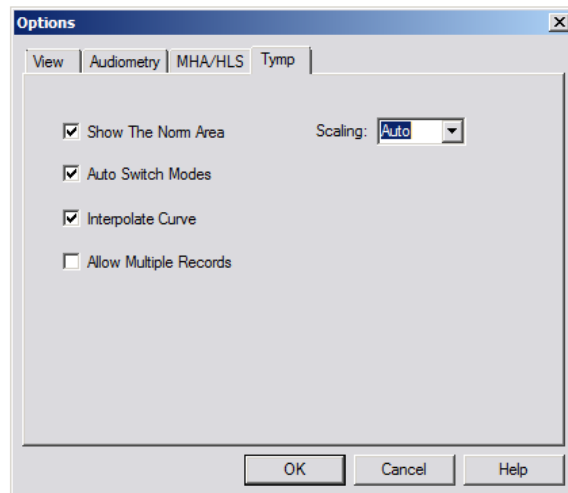 Options
View Audiometry MHA/HLS Tymp
Show The Norm Area Scaling: Auto
Auto Switch Modes
Interpolate Curve
Allow Multiple Records
OK Cancel Help